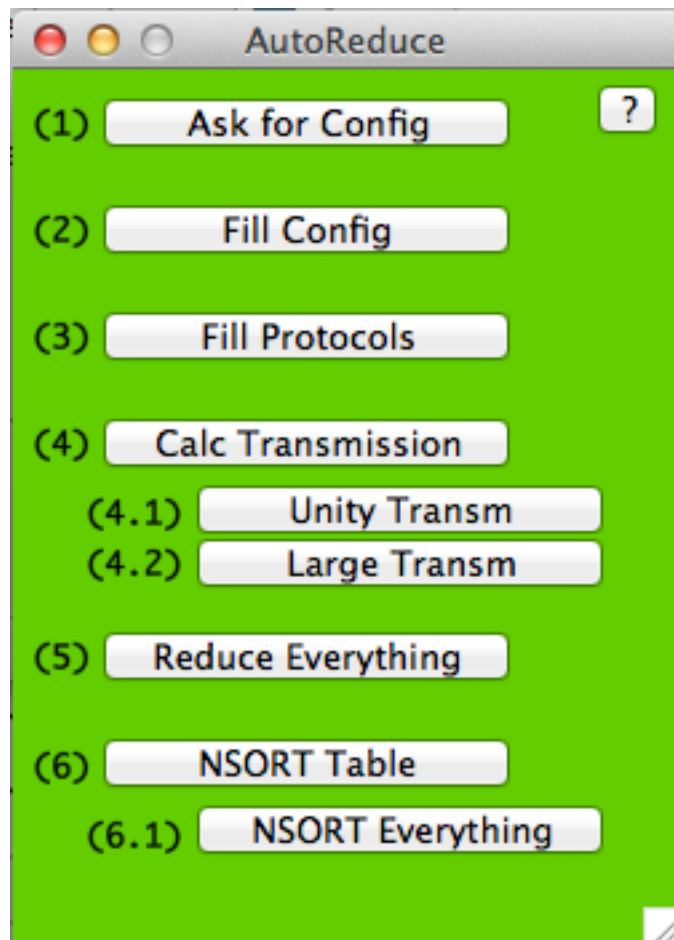 AutoReduce
(1) Ask for Config ?
(2) Fill Config
(3) Fill Protocols
(4) Calc Transmission
(4.1) Unity Transm
(4.2) Large Transm
(5) Reduce Everything
(6) NSORT Table
(6.1) NSORT Everything